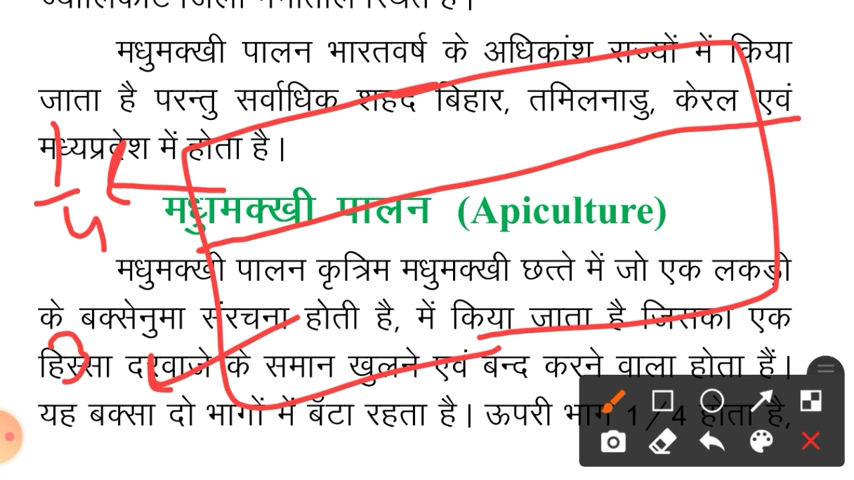 ज्योलिकोट जिला नैनीताल स्थित है।
मधुमक्खी पालन भारतवर्ष के अधिकांश राज्यों में किया
जाता है परन्तु सर्वाधिक शहद बिहार, तमिलनाडु, केरल एवं
मध्यप्रदेश में होता है।
1/4
मधुमक्खी पालन (Apiculture)
मधुमक्खी पालन कृत्रिम मधुमक्खी छत्ते में जो एक लकड़ी
के बक्सेनुमा संरचना होती है, में किया जाता है जिसका एक
हिस्सा दरवाजे के समान खुलने एवं बन्द करने वाला होता हैं।
यह बक्सा दो भागों में बँटा रहता है। ऊपरी भाग 1/4 होता है,